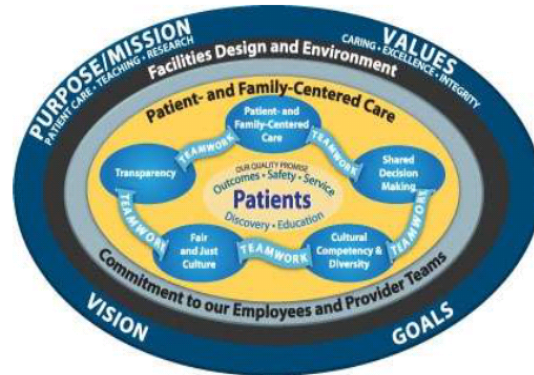 PURPOSE/MISSION
PATIENT CARE • TEACHING • RESEARCH
VALUES
CARING • EXCELLENCE • INTEGRITY
Facilities Design and Environment
Patient- and Family-Centered Care
Patient- and
Family-Centered
Care
TEAMWORK
TEAMWORK
Transparency
Shared
Decision
Making
OUR QUALITY PROMISE
Outcomes • Safety • Service
Patients
Discovery • Education
TEAMWORK
TEAMWORK
Fair
and Just
Culture
TEAMWORK
Cultural
Competency &
Diversity
Commitment to our Employees and Provider Teams
VISION
GOALS